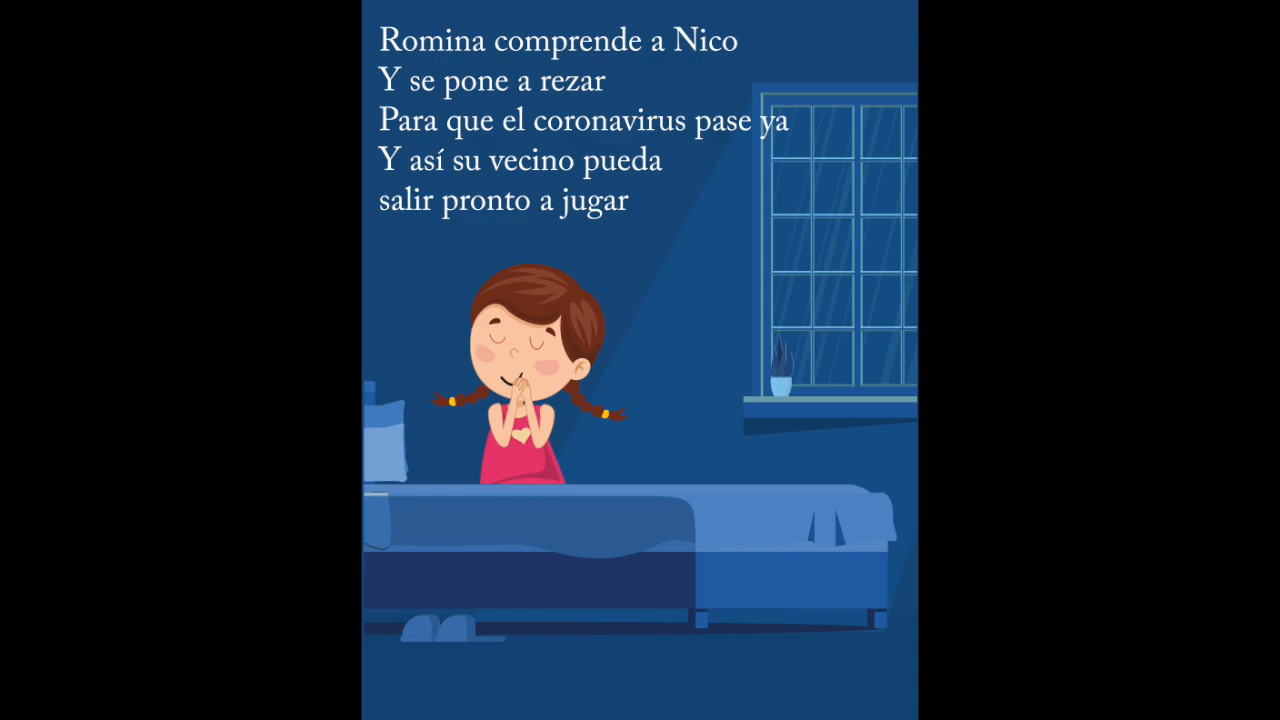 Romina comprende a Nico
Y se pone a rezar
Para que el coronavirus pase ya
Y así su vecino pueda
salir pronto a jugar